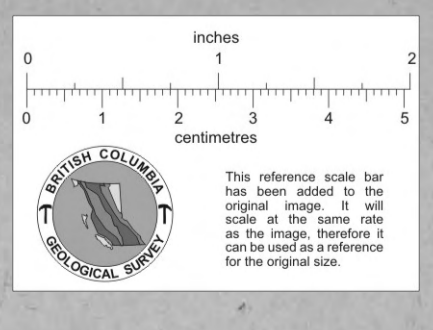 inches
0 1 2
0 1 2 3 4 5
centimetres
BRITISH COLUMBIA
GEOLOGICAL SURVEY
This reference scale bar
has been added to the
original image. It will
scale at the same rate
as the image, therefore it
can be used as a reference
for the original size.